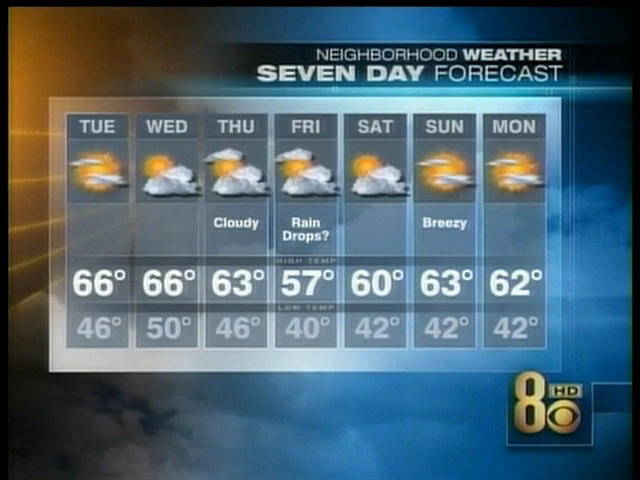 NEIGHBORHOOD WEATHER
SEVEN DAY FORECAST
TUE WED THU FRI SAT SUN MON
Cloudy Rain Drops? Breezy
HIGH TEMP
66° 66° 63° 57° 60° 63° 62°
LOW TEMP
46° 50° 46° 40° 42° 42° 42°
8 HD